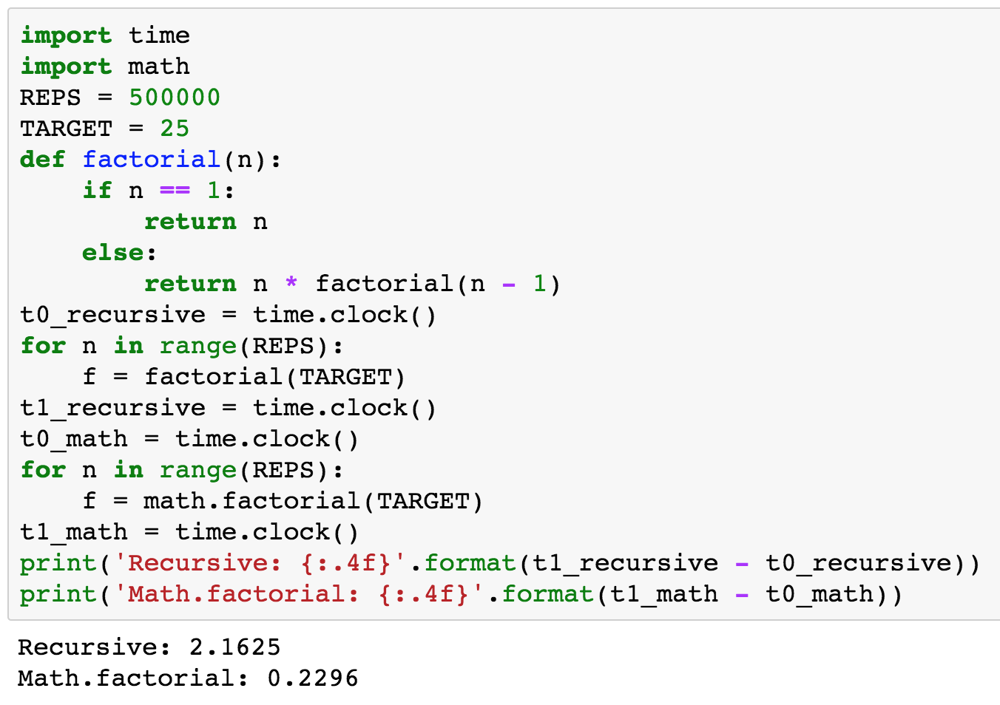 import time
import math
REPS = 500000
TARGET = 25
def factorial(n):
    if n == 1:
        return n
    else:
        return n * factorial(n - 1)
t0_recursive = time.clock()
for n in range(REPS):
    f = factorial(TARGET)
t1_recursive = time.clock()
t0_math = time.clock()
for n in range(REPS):
    f = math.factorial(TARGET)
t1_math = time.clock()
print('Recursive: {:.4f}'.format(t1_recursive - t0_recursive))
print('Math.factorial: {:.4f}'.format(t1_math - t0_math))
Recursive: 2.1625
Math.factorial: 0.2296